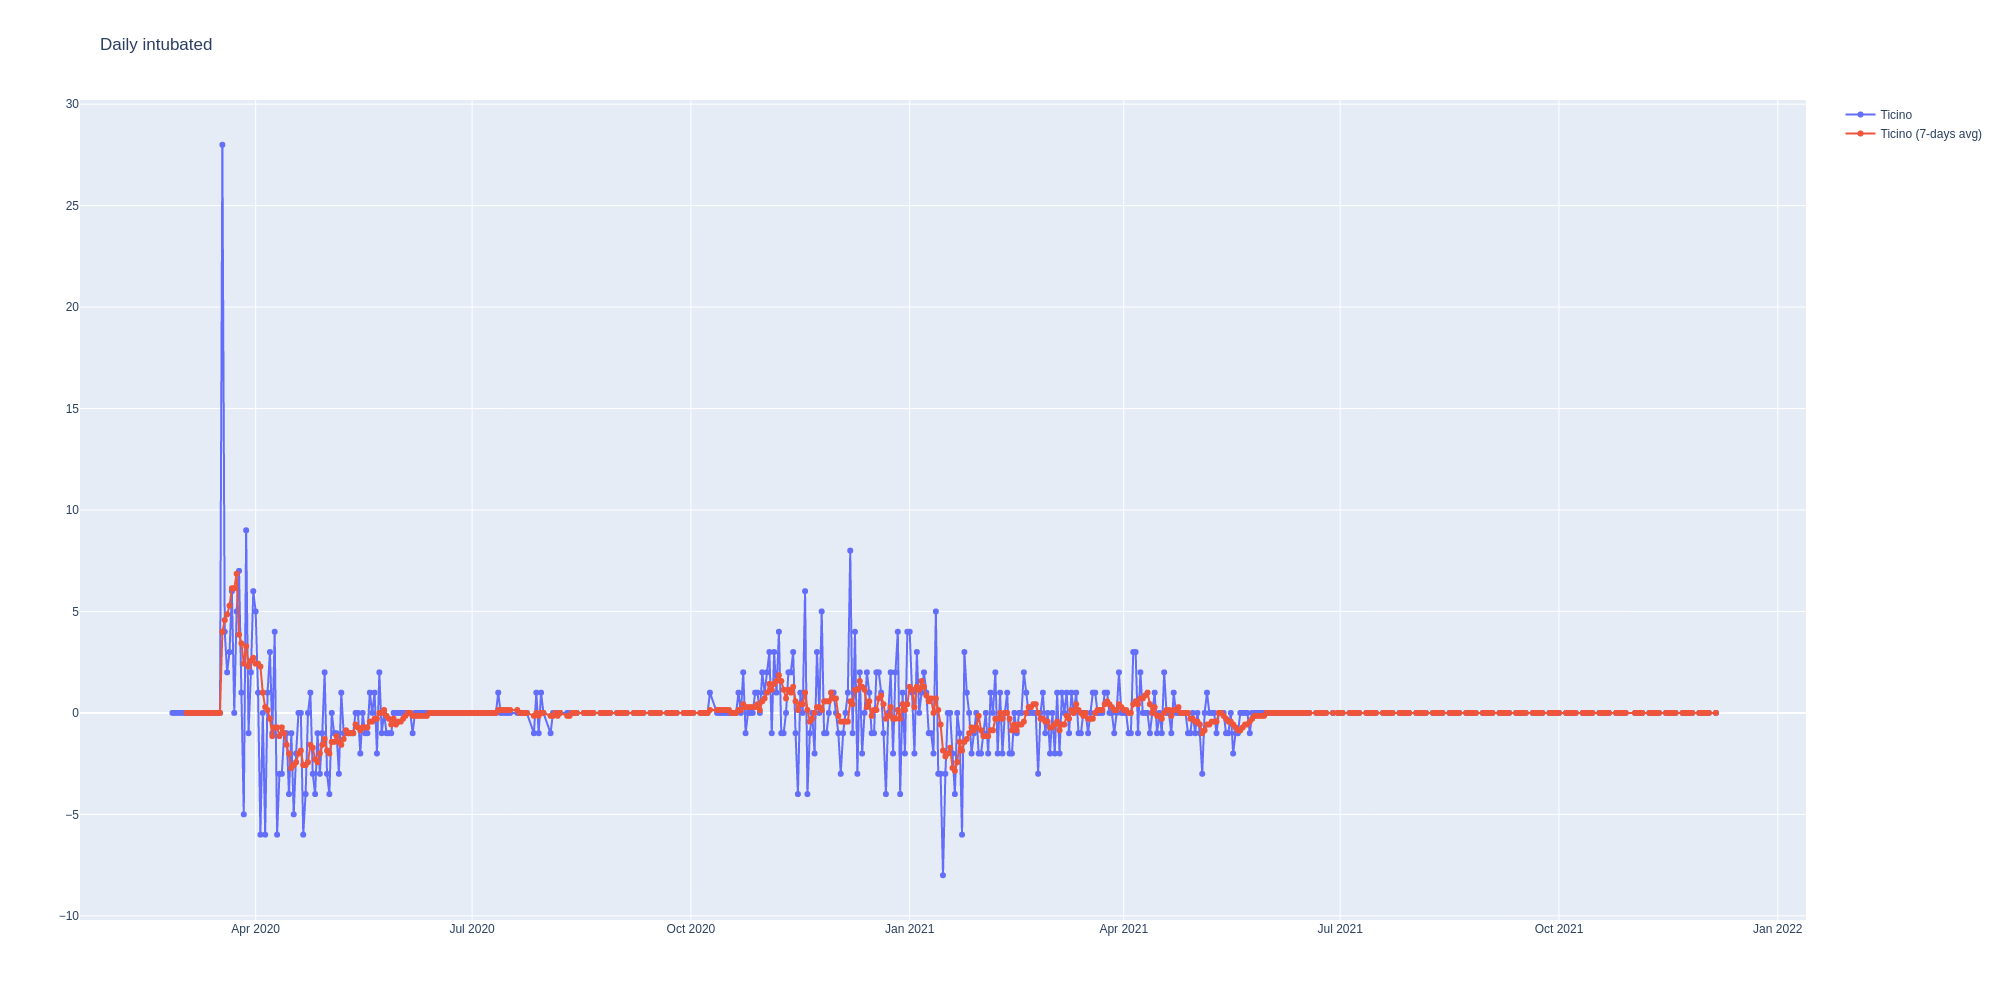 Daily intubated
30
25
20
15
10
5
0
−5
−10
Apr 2020
Jul 2020
Oct 2020
Jan 2021
Apr 2021
Jul 2021
Oct 2021
Jan 2022
Ticino
Ticino (7-days avg)